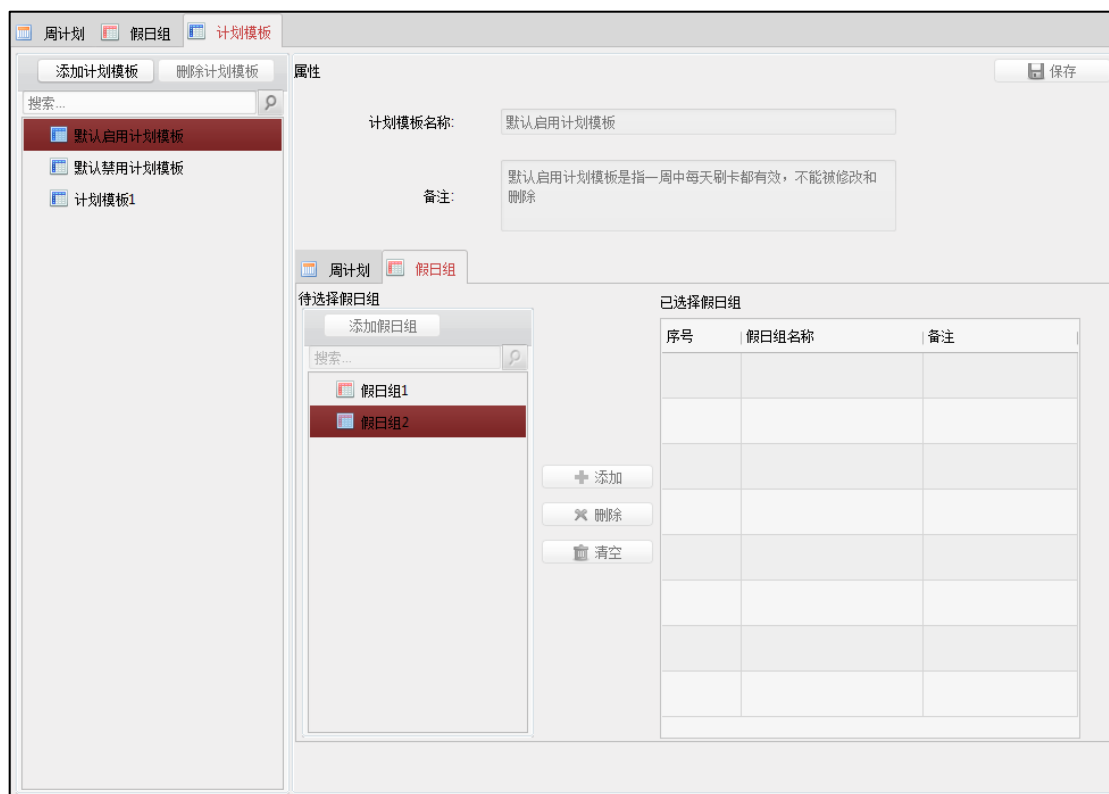 周计划 假日组 计划模板
添加计划模板 删除计划模板
搜索...
默认启用计划模板
默认禁用计划模板
计划模板1
属性
保存
计划模板名称: 默认启用计划模板
备注: 默认启用计划模板是指一周中每天刷卡都有效，不能被修改和
删除
周计划 假日组
待选择假日组
添加假日组
搜索...
假日组1
假日组2
添加
删除
清空
已选择假日组
序号 假日组名称 备注